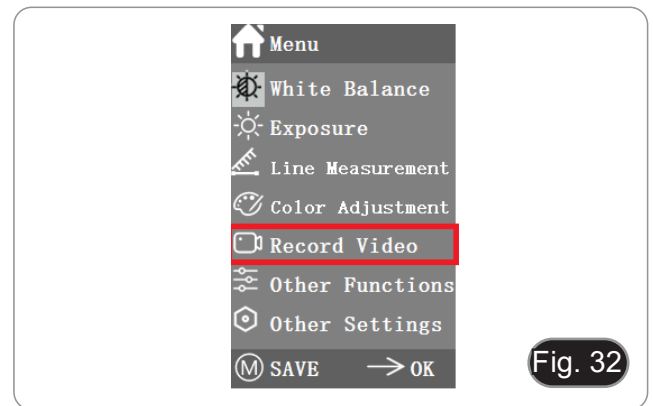 Menu
White Balance
Exposure
Line Measurement
Color Adjustment
Record Video
Other Functions
Other Settings
M SAVE → OK
Fig. 32